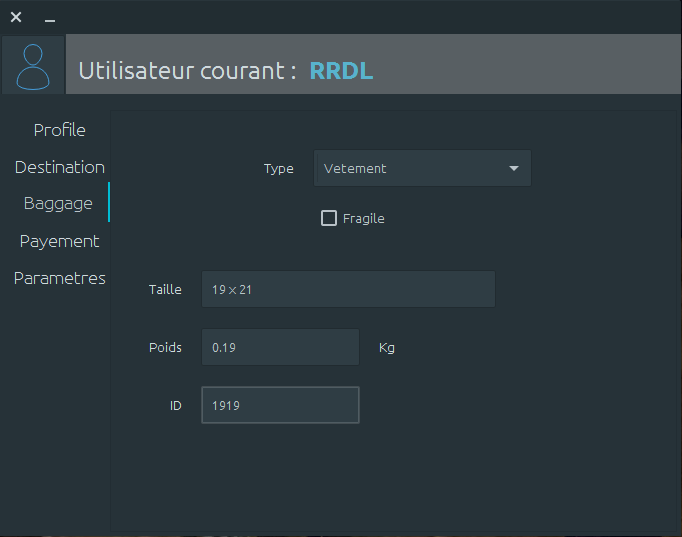 Utilisateur courant : RRDL
Profile
Destination
Baggage
Payement
Parametres
Type Vetement
Fragile
Taille 19 x 21
Poids 0.19 Kg
ID 1919